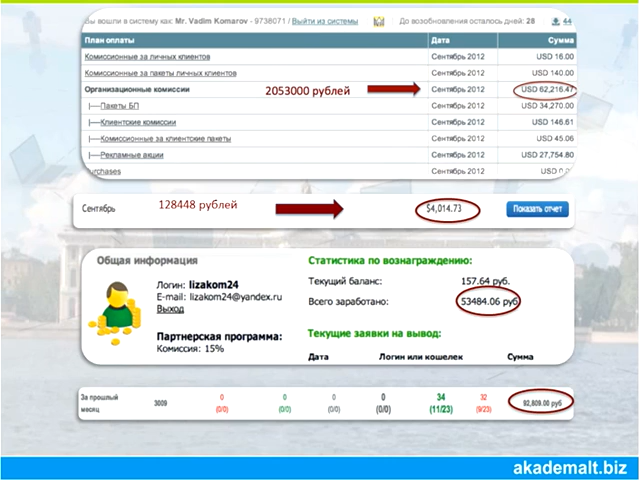 Вы вошли в систему как: Mr. Vadim Komarov - 9738071 / Выйти из системы До возобновления осталось дней: 28 44
План оплаты Дата Сумма
Комиссионные за личных клиентов Сентябрь 2012 USD 16.00
Комиссионные за пакеты личных клиентов Сентябрь 2012 USD 140.00
Организационные комиссии 2053000 рублей Сентябрь 2012 USD 62,216.47
|----Пакеты БП Сентябрь 2012 USD 34,270.00
|----Клиентские комиссии Сентябрь 2012 USD 146.61
|----Комиссионные за клиентские пакеты Сентябрь 2012 USD 45.06
|----Рекламные акции Сентябрь 2012 USD 27,754.80
urchases Сентябрь 2012 USD 0.0
Сентябрь 128448 рублей $4,014.73 Показать отчет
Общая информация Статистика по вознаграждению:
Логин: lizakom24 Текущий баланс: 157.64 руб.
E-mail: lizakom24@yandex.ru Всего заработано: 53484.06 руб
Выход
Партнерская программа: Текущие заявки на вывод:
Комиссия: 15% Дата Логин или кошелек Сумма
За прошлый месяц 3009 0 0 0 0 34 32 92,809.00 руб
(0/0) (0/0) (0/0) (0/0) (11/23) (9/23)
akademalt.biz